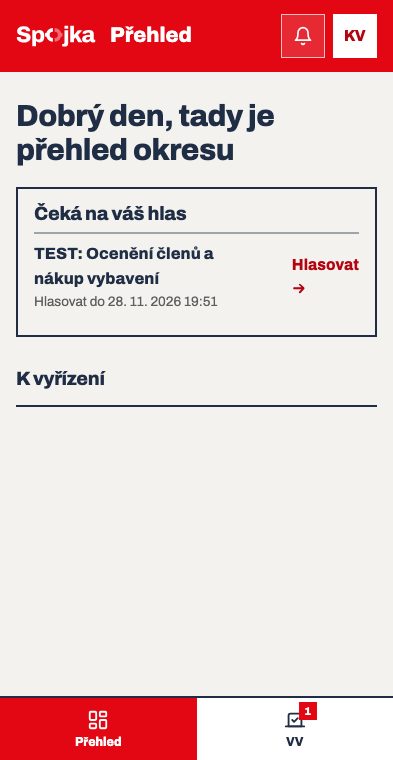 Spojka Přehled
KV
Dobrý den, tady je
přehled okresu
Čeká na váš hlas
TEST: Ocenění členů a
nákup vybavení
Hlasovat do 28. 11. 2026 19:51
Hlasovat
→
K vyřízení
Přehled
1
VV